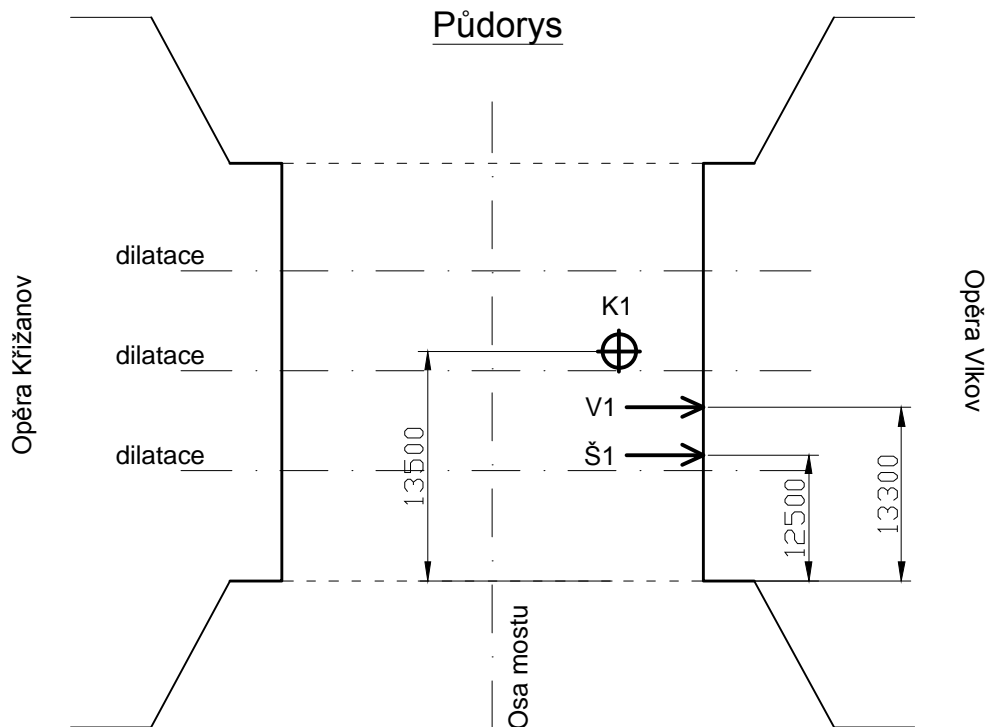 Půdorys
dilatace
K1
dilatace
V1
dilatace
Š1
Opěra Křižanov
Opěra Vlkov
13500
12500
13300
Osa mostu